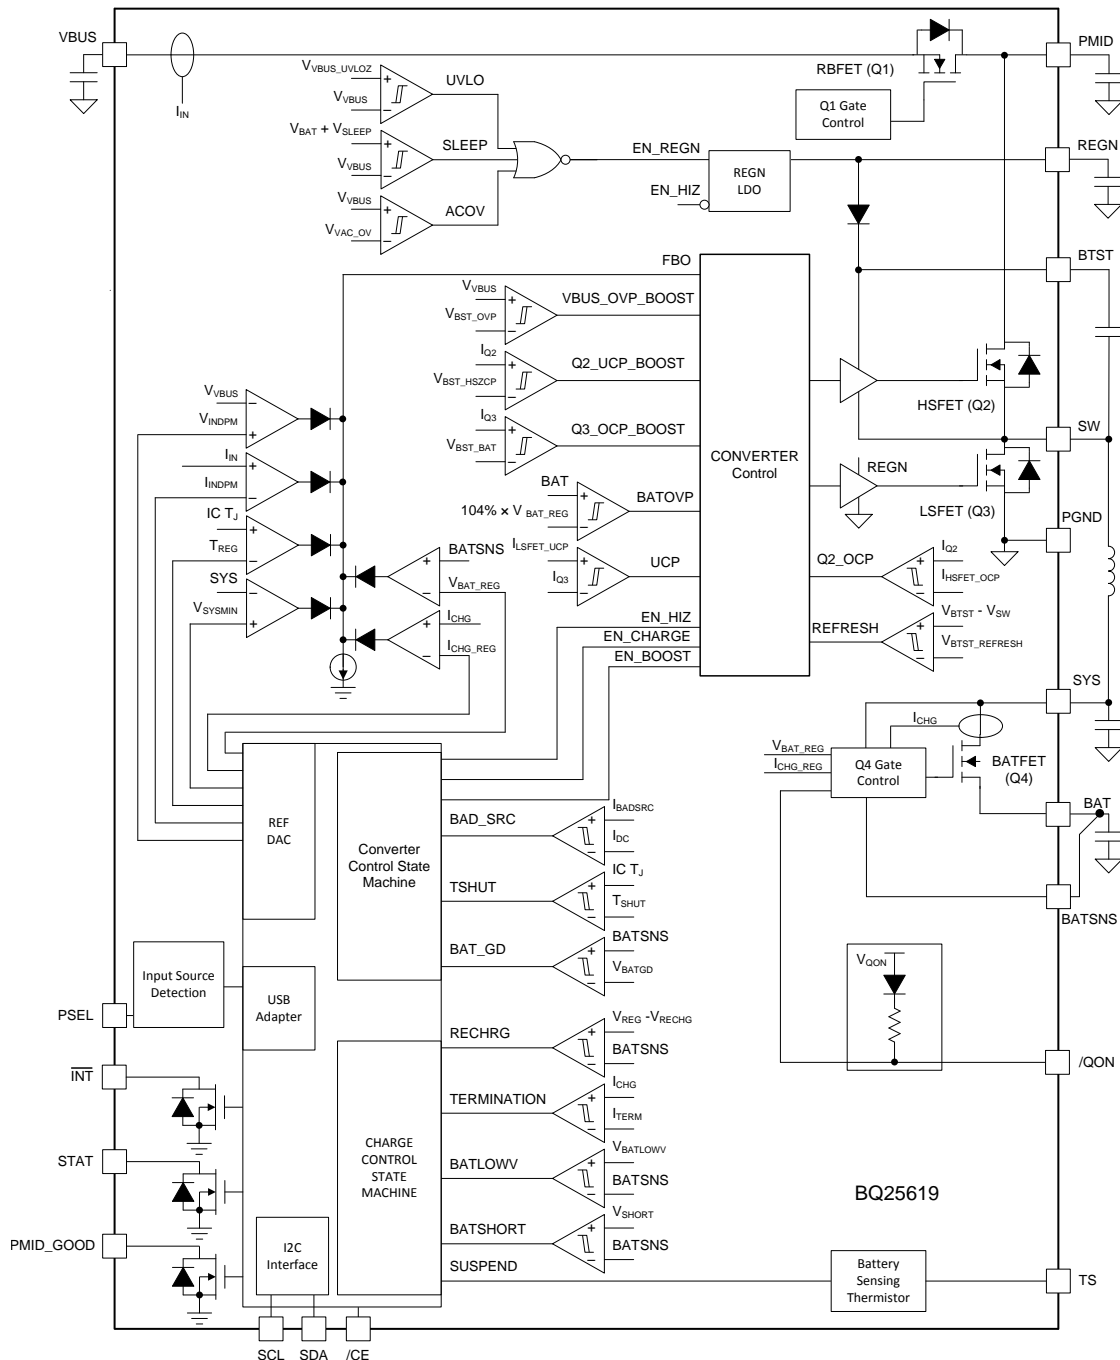 VBUS
PMID
RBFET (Q1)
V_VBUS_UVLOZ
UVLO
V_VBUS
I_IN
Q1 Gate
Control
V_BAT + V_SLEEP
SLEEP
V_VBUS
EN_REGN
REGN
REGN
LDO
EN_HIZ
V_VBUS
ACOV
V_VAC_OV
FBO
BTST
V_VBUS
VBUS_OVP_BOOST
V_BST_OVP
I_Q2
Q2_UCP_BOOST
V_BST_HSZCP
HSFET (Q2)
V_VBUS
V_INDPM
I_Q3
Q3_OCP_BOOST
V_BST_BAT
SW
CONVERTER
Control
I_IN
I_INDPM
REGN
BAT
BATOVP
104% × V_BAT_REG
LSFET (Q3)
PGND
IC T_J
T_REG
I_LSFET_UCP
UCP
I_Q3
BATSNS
V_BAT_REG
Q2_OCP
I_Q2
I_HSFET_OCP
SYS
V_SYSMIN
I_CHG
I_CHG_REG
EN_HIZ
EN_CHARGE
EN_BOOST
REFRESH
V_BTST - V_SW
V_BTST_REFRESH
SYS
I_CHG
V_BAT_REG
I_CHG_REG
Q4 Gate
Control
BATFET
(Q4)
BAT
REF
DAC
Converter
Control State
Machine
BAD_SRC
I_BADSRC
I_DC
TSHUT
IC T_J
T_SHUT
BATSNS
BAT_GD
BATSNS
V_BATGD
Input Source
Detection
USB
Adapter
V_QON
PSEL
RECHRG
V_REG -V_RECHG
BATSNS
/QON
INT
TERMINATION
I_CHG
I_TERM
CHARGE
CONTROL
STATE
MACHINE
STAT
BATLOWV
V_BATLOWV
BATSNS
BQ25619
BATSHORT
V_SHORT
BATSNS
PMID_GOOD
I2C
Interface
SUSPEND
Battery
Sensing
Thermistor
TS
SCL
SDA
/CE